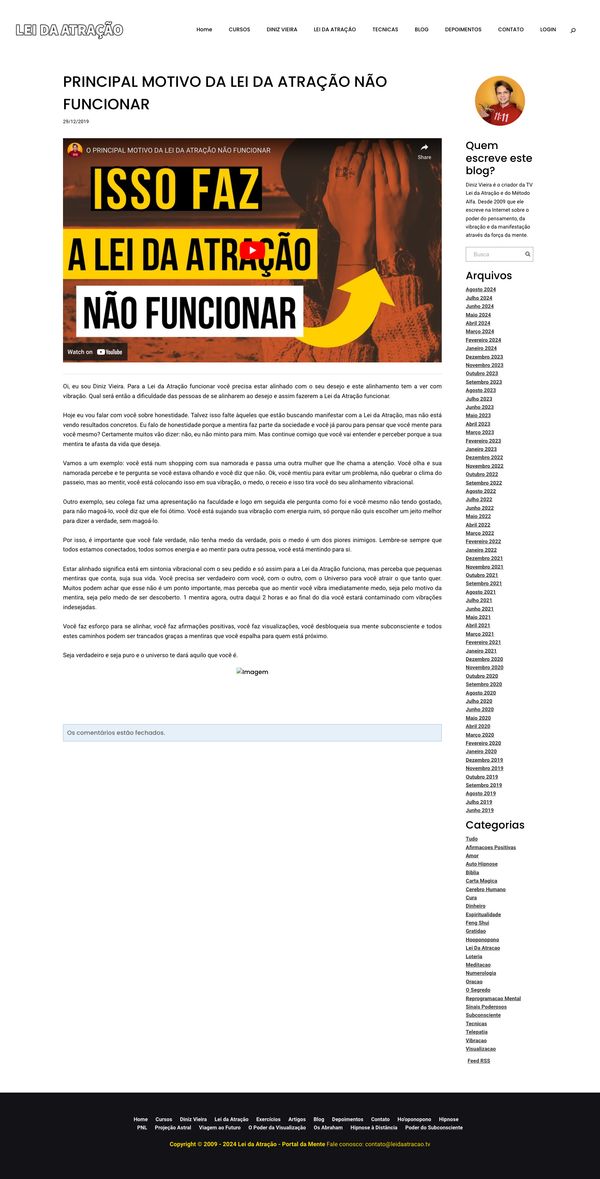 LEI DA ATRAÇÃO
Home CURSOS DINIZ VIEIRA LEI DA ATRAÇÃO TECNICAS BLOG DEPOIMENTOS CONTATO LOGIN
PRINCIPAL MOTIVO DA LEI DA ATRAÇÃO NÃO
FUNCIONAR
29/12/2019
O PRINCIPAL MOTIVO DA LEI DA ATRAÇÃO NÃO FUNCIONAR
Share
ISSO FAZ
A LEI DA ATRAÇÃO
NÃO FUNCIONAR
Watch on YouTube
Oi, eu sou Diniz Vieira. Para a Lei da Atração funcionar você precisa estar alinhado com o seu desejo e este alinhamento tem a ver com
vibração. Qual será então a dificuldade das pessoas de se alinharem ao desejo e assim fazerem a Lei da Atração funcionar.
Hoje eu vou falar com você sobre honestidade. Talvez isso falte àqueles que estão buscando manifestar com a Lei da Atração, mas não está
vendo resultados concretos. Eu falo de honestidade porque a mentira faz parte da sociedade e você já parou para pensar que você mente para
você mesmo? Certamente muitos vão dizer: não, eu não minto para mim. Mas continue comigo que você vai entender e perceber porque a sua
mentira te afasta da vida que deseja.
Vamos a um exemplo: você está num shopping com sua namorada e passa uma outra mulher que lhe chama a atenção. Você olha e sua
namorada percebe e te pergunta se você estava olhando e você diz que não. Ok, você mentiu para evitar um problema, não quebrar o clima do
passeio, mas ao mentir, você está colocando isso em sua vibração, o medo, o receio e isso tira você do seu alinhamento vibracional.
Outro exemplo, seu colega faz uma apresentação na faculdade e logo em seguida ele pergunta como foi e você mesmo não tendo gostado,
para não magoá-lo, você diz que ele foi ótimo. Você está sujando sua vibração com energia ruim, só porque não quis escolher um jeito melhor
para dizer a verdade, sem magoá-lo.
Por isso, é importante que você fale verdade, não tenha medo da verdade, pois o medo é um dos piores inimigos. Lembre-se sempre que
todos estamos conectados, todos somos energia e ao mentir para outra pessoa, você está mentindo para si.
Estar alinhado significa está em sintonia vibracional com o seu pedido e só assim para a Lei da Atração funciona, mas perceba que pequenas
mentiras que conta, suja sua vida. Você precisa ser verdadeiro com você, com o outro, com o Universo para você atrair o que tanto quer.
Muitos podem achar que esse não é um ponto importante, mas perceba que ao mentir você vibra imediatamente medo, seja pelo motivo da
mentira, seja pelo medo de ser descoberto. 1 mentira agora, outra daqui 2 horas e ao final do dia você estará contaminado com vibrações
indesejadas.
Você faz esforço para se alinhar, você faz afirmações positivas, você faz visualizações, você desbloqueia sua mente subconsciente e todos
estes caminhos podem ser trancados graças a mentiras que você espalha para quem está próximo.
Seja verdadeiro e seja puro e o universo te dará aquilo que você é.
Imagem
Os comentários estão fechados.
11:11
Quem
escreve este
blog?
Diniz Vieira é o criador da TV
Lei da Atração e do Método
Alfa. Desde 2009 que ele
escreve na Internet sobre o
poder do pensamento, da
vibração e da manifestação
através da força da mente.
Busca
Arquivos
Agosto 2024
Julho 2024
Junho 2024
Maio 2024
Abril 2024
Março 2024
Fevereiro 2024
Janeiro 2024
Dezembro 2023
Novembro 2023
Outubro 2023
Setembro 2023
Agosto 2023
Julho 2023
Junho 2023
Maio 2023
Abril 2023
Março 2023
Fevereiro 2023
Janeiro 2023
Dezembro 2022
Novembro 2022
Outubro 2022
Setembro 2022
Agosto 2022
Julho 2022
Junho 2022
Maio 2022
Abril 2022
Março 2022
Fevereiro 2022
Janeiro 2022
Dezembro 2021
Novembro 2021
Outubro 2021
Setembro 2021
Agosto 2021
Julho 2021
Junho 2021
Maio 2021
Abril 2021
Março 2021
Fevereiro 2021
Janeiro 2021
Dezembro 2020
Novembro 2020
Outubro 2020
Setembro 2020
Agosto 2020
Julho 2020
Junho 2020
Maio 2020
Abril 2020
Março 2020
Fevereiro 2020
Janeiro 2020
Dezembro 2019
Novembro 2019
Outubro 2019
Setembro 2019
Agosto 2019
Julho 2019
Junho 2019
Categorias
Tudo
Afirmacoes Positivas
Amor
Auto Hipnose
Biblia
Carta Magica
Cerebro Humano
Cura
Dinheiro
Espiritualidade
Feng Shui
Gratidao
Hooponopono
Lei Da Atracao
Loteria
Meditacao
Numerologia
Oracao
O Segredo
Reprogramacao Mental
Sinais Poderosos
Subconsciente
Tecnicas
Telepatia
Vibracao
Visualizacao
Feed RSS
Home Cursos Diniz Vieira Lei da Atração Exercícios Artigos Blog Depoimentos Contato Ho'oponopono Hipnose
PNL Projeção Astral Viagem ao Futuro O Poder da Visualização Os Abraham Hipnose à Distância Poder do Subconsciente
Copyright © 2009 - 2024 Lei da Atração - Portal da Mente Fale conosco: contato@leidaatracao.tv